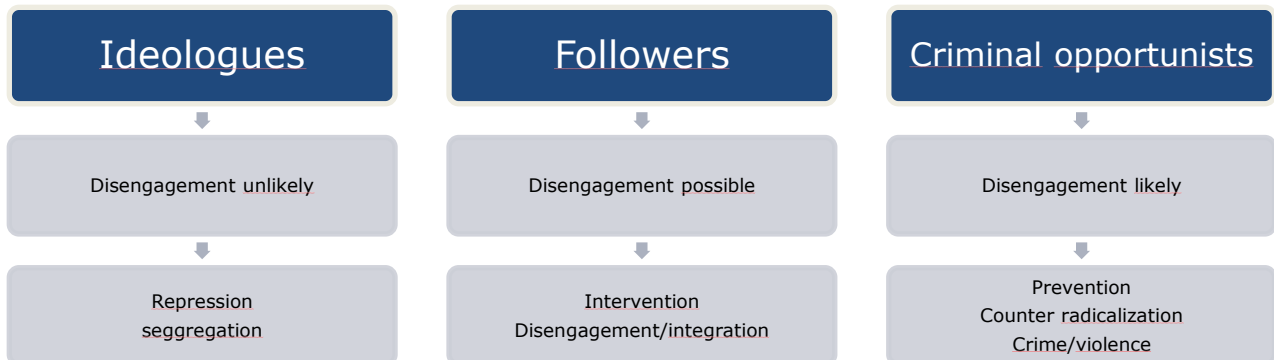 Ideologues
Disengagement unlikely
Repression
seggregation
Followers
Disengagement possible
Intervention
Disengagement/integration
Criminal opportunists
Disengagement likely
Prevention
Counter radicalization
Crime/violence